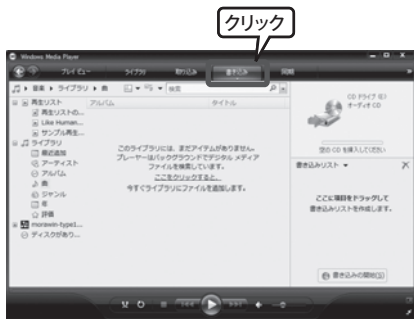 クリック
Windows Media Player
プレイ ビュー ライブラリ 取り込み 書き込み 同期
音楽 ライブラリ 曲 検索
再生リスト
再生リストの...
Like Human...
サンプル再生...
ライブラリ
最近追加
アーティスト
アルバム
曲
ジャンル
年
評価
morawin-type1...
ディスクがあり...
アルバム タイトル
このライブラリには、まだアイテムがありません。
プレーヤーはバックグラウンドでデジタル メディア
ファイルを検索しています。
ここをクリックすると、
今すぐライブラリにファイルを追加します。
CD ドライブ (E:)
オーディオ CD
空の CD を挿入してください
書き込みリスト
ここに項目をドラッグして
書き込みリストを作成します。
書き込みの開始(S)